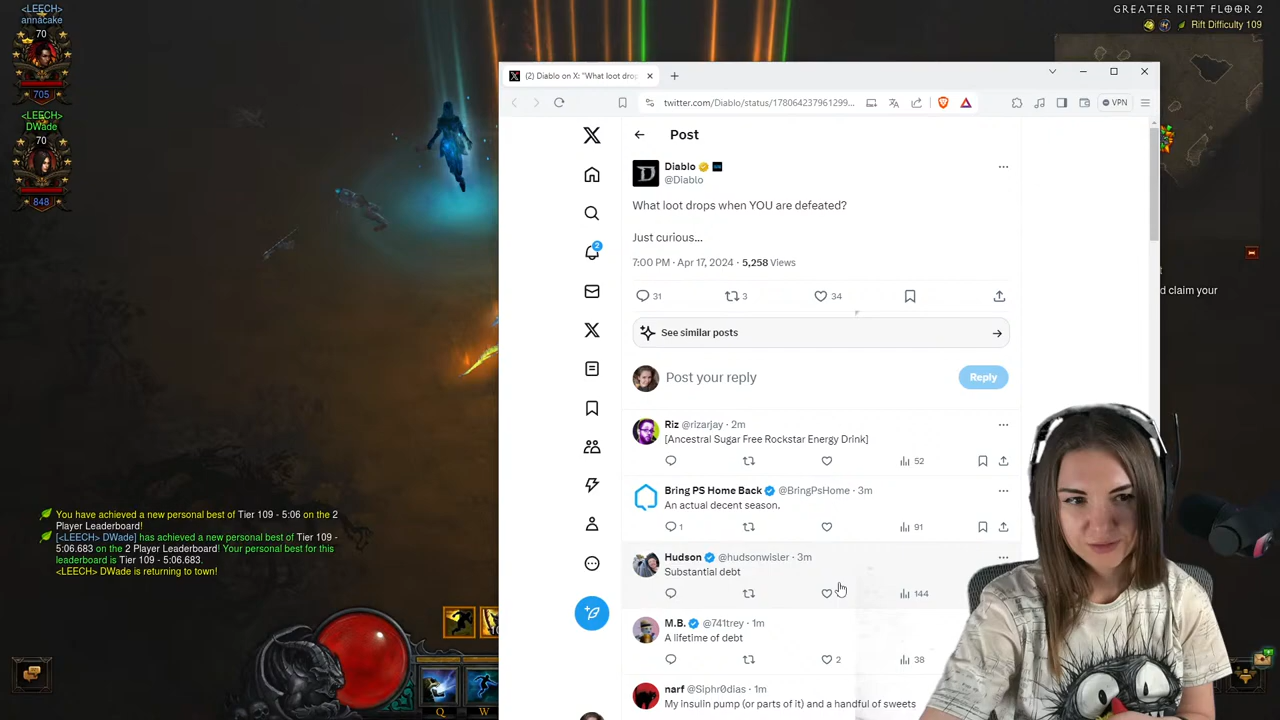 <LEECH>
annacake
70
705
<LEECH>
DWade
70
848
GREATER RIFT FLOOR 2
Rift Difficulty 109
d claim your
(2) Diablo on X: "What loot drop
twitter.com/Diablo/status/178064237961299...
VPN
Post
Diablo
@Diablo
What loot drops when YOU are defeated?
Just curious...
7:00 PM · Apr 17, 2024 · 5,258 Views
31 3 34
See similar posts
Post your reply
Reply
2
Riz @rizarjay · 2m
[Ancestral Sugar Free Rockstar Energy Drink]
52
Bring PS Home Back @BringPsHome · 3m
An actual decent season.
1 91
Hudson @hudsonwisler · 3m
Substantial debt
144
M.B. @741trey · 1m
A lifetime of debt
2 38
narf @Siphr0dias · 1m
My insulin pump (or parts of it) and a handful of sweets
You have achieved a new personal best of Tier 109 - 5:06 on the 2
Player Leaderboard!
[<LEECH> DWade] has achieved a new personal best of Tier 109 -
5:06.683 on the 2 Player Leaderboard! Your personal best for this
leaderboard is Tier 109 - 5:06.683.
<LEECH> DWade is returning to town!
Q
W